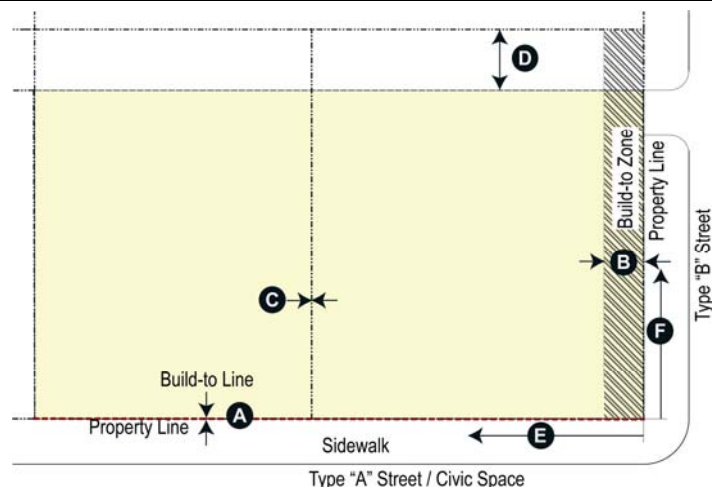 D
Build-to Zone
Property Line
Type "B" Street
B
C
F
Build-to Line
A
Property Line
E
Sidewalk
Type "A" Street / Civic Space